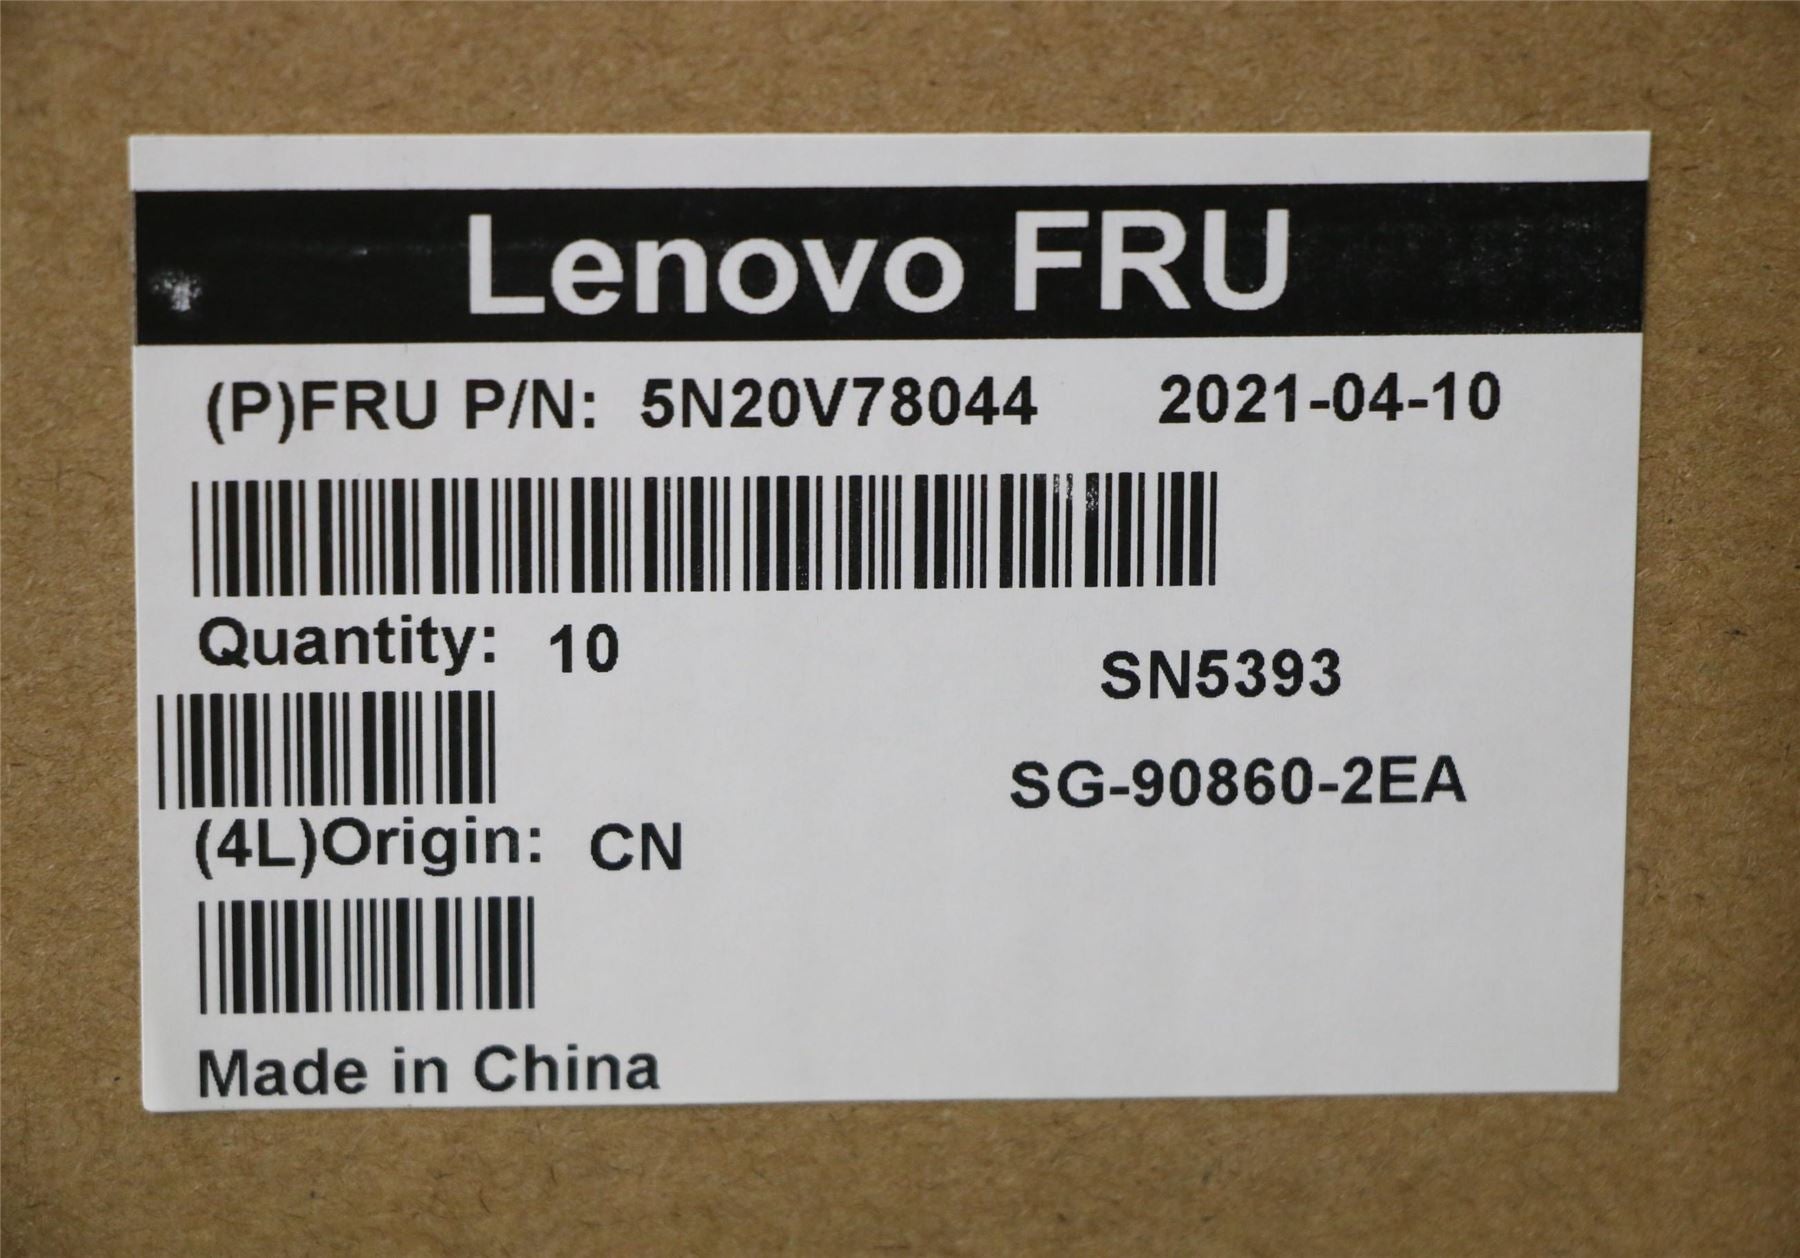 Lenovo FRU
(P)FRU P/N: 5N20V78044 2021-04-10
Quantity: 10
SN5393
SG-90860-2EA
(4L)Origin: CN
Made in China